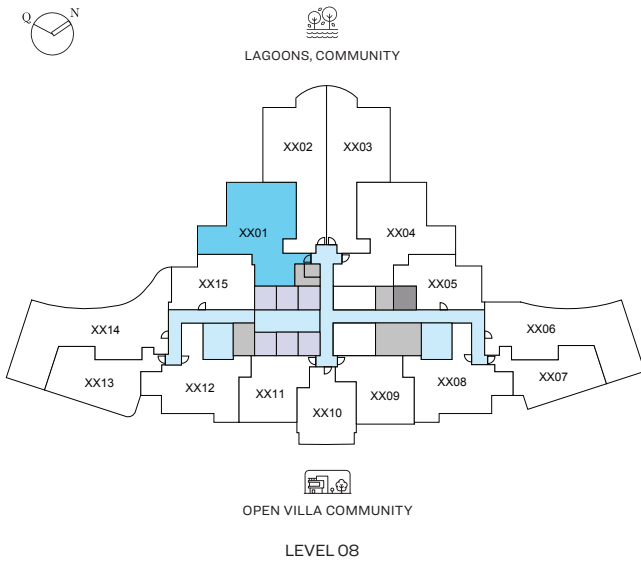 Q N
LAGOONS, COMMUNITY
XX02 XX03
XX01 XX04
XX15 XX05
XX14 XX06
XX13 XX12 XX11 XX10 XX09 XX08 XX07
OPEN VILLA COMMUNITY
LEVEL 08